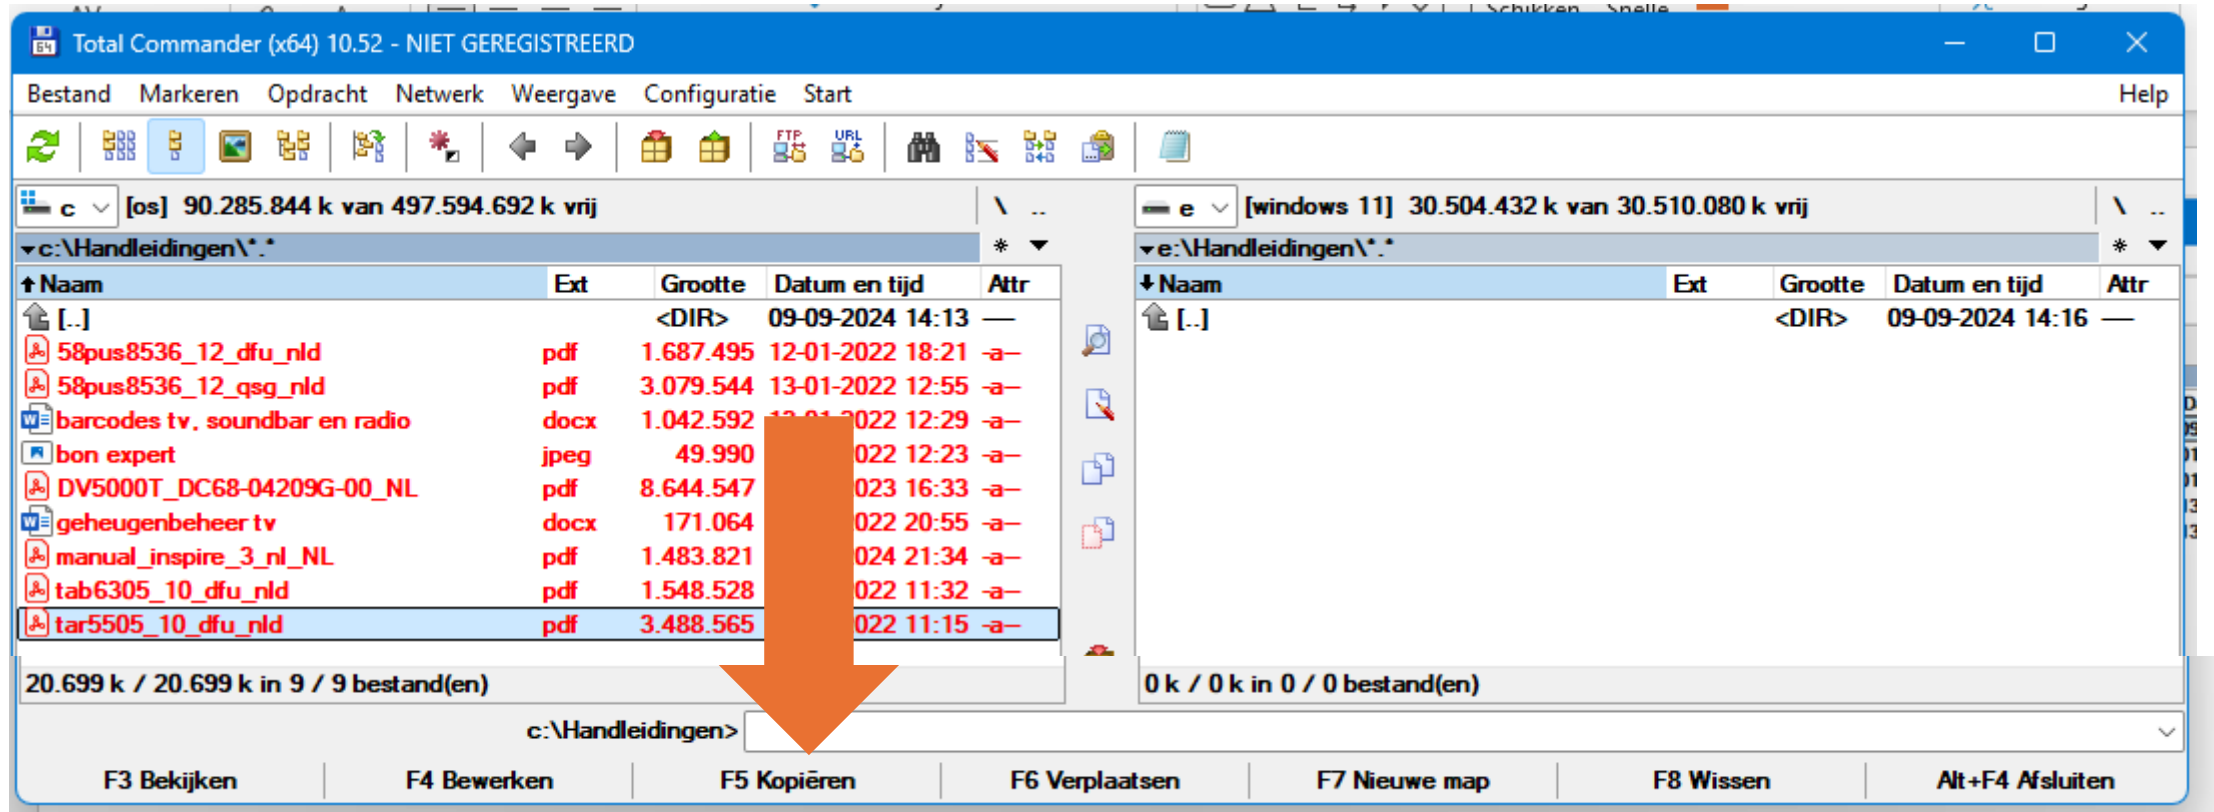 Schikken Snelle
Total Commander (x64) 10.52 - NIET GEREGISTREERD
Bestand Markeren Opdracht Netwerk Weergave Configuratie Start Help
FTP URL
c [os] 90.285.844 k van 497.594.692 k vrij \ ..
e [windows 11] 30.504.432 k van 30.510.080 k vrij \ ..
c:\Handleidingen\*.* *
e:\Handleidingen\*.* *
Naam Ext Grootte Datum en tijd Attr
[..] <DIR> 09-09-2024 14:13 —
58pus8536_12_dfu_nld pdf 1.687.495 12-01-2022 18:21 -a--
58pus8536_12_qsg_nld pdf 3.079.544 13-01-2022 12:55 -a--
barcodes tv, soundbar en radio docx 1.042.592 12:29 -a--
bon expert jpeg 49.990 022 12:23 -a--
DV5000T_DC68-04209G-00_NL pdf 8.644.547 023 16:33 -a--
geheugenbeheer tv docx 171.064 022 20:55 -a--
manual_inspire_3_nl_NL pdf 1.483.821 024 21:34 -a--
tab6305_10_dfu_nld pdf 1.548.528 022 11:32 -a--
tar5505_10_dfu_nld pdf 3.488.565 022 11:15 -a--
Naam Ext Grootte Datum en tijd Attr
[..] <DIR> 09-09-2024 14:16 —
20.699 k / 20.699 k in 9 / 9 bestand(en)
0 k / 0 k in 0 / 0 bestand(en)
c:\Handleidingen>
F3 Bekijken F4 Bewerken F5 Kopiëren F6 Verplaatsen F7 Nieuwe map F8 Wissen Alt+F4 Afsluiten